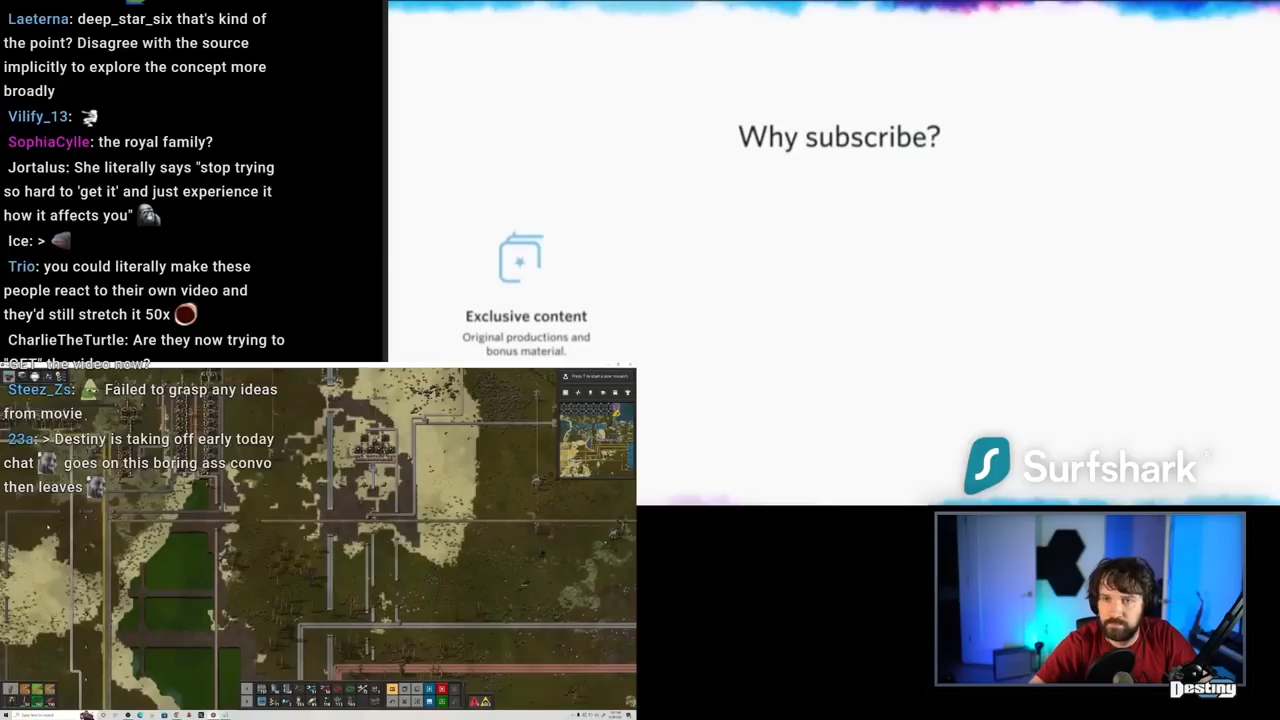 Laeterna: deep_star_six that's kind of
the point? Disagree with the source
implicitly to explore the concept more
broadly
Vilify_13:
SophiaCylle: the royal family?
Jortalus: She literally says "stop trying
so hard to 'get it' and just experience it
how it affects you"
Ice: >
Trio: you could literally make these
people react to their own video and
they'd still stretch it 50x
CharlieTheTurtle: Are they now trying to
"GET" the video now?
Steez_Zs: Failed to grasp any ideas
from movie
23a: > Destiny is taking off early today
chat goes on this boring ass convo
then leaves
Why subscribe?
Exclusive content
Original productions and
bonus material.
Surfshark
Destiny